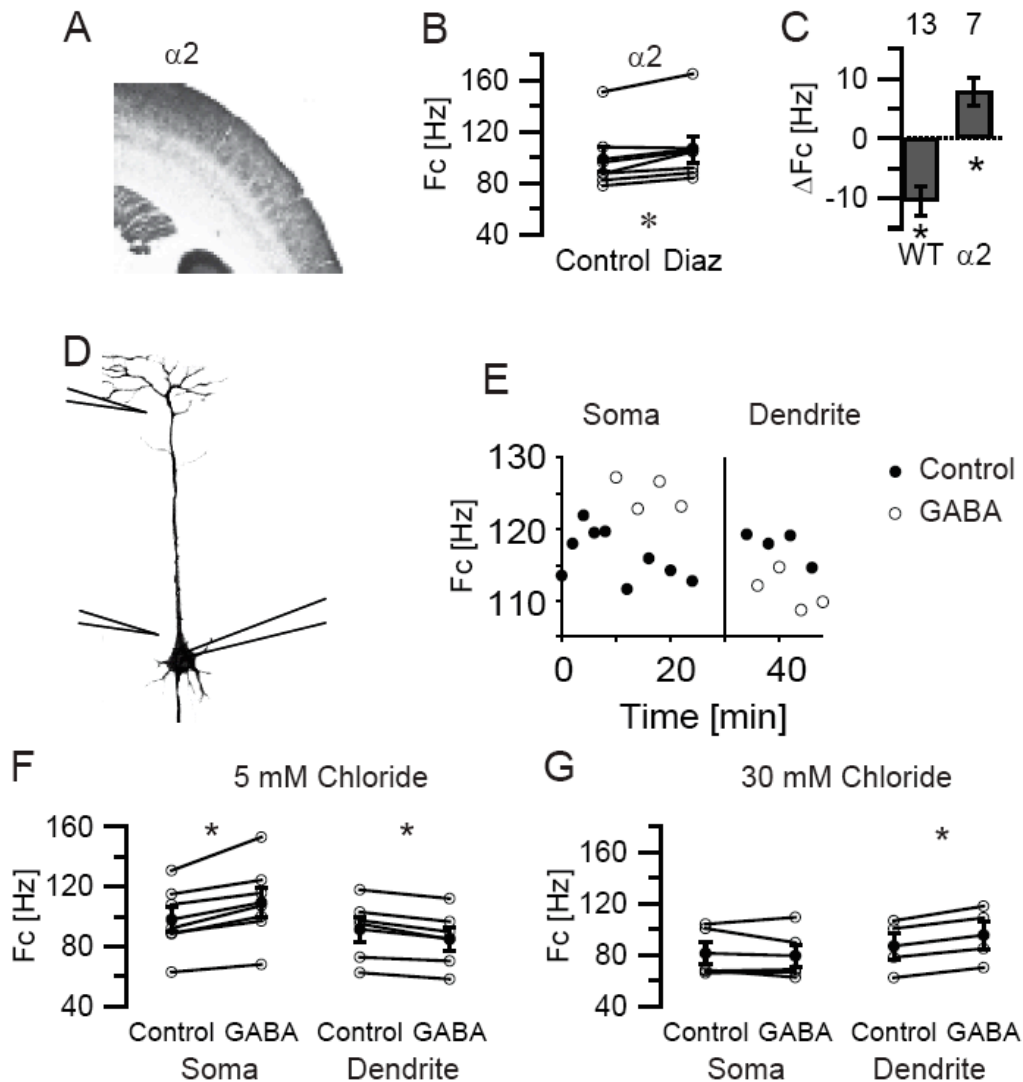 A
α2
B
α2
Fc [Hz]
160
120
80
40
*
Control Diaz
C
13 7
ΔFc [Hz]
10
0
-10
*
*
WT α2
D
E
Soma Dendrite
Fc [Hz]
130
120
110
0 20 40
Time [min]
Control
GABA
F
5 mM Chloride
Fc [Hz]
160
120
80
40
* *
Control GABA Control GABA
Soma Dendrite
G
30 mM Chloride
Fc [Hz]
160
120
80
40
*
Control GABA Control GABA
Soma Dendrite